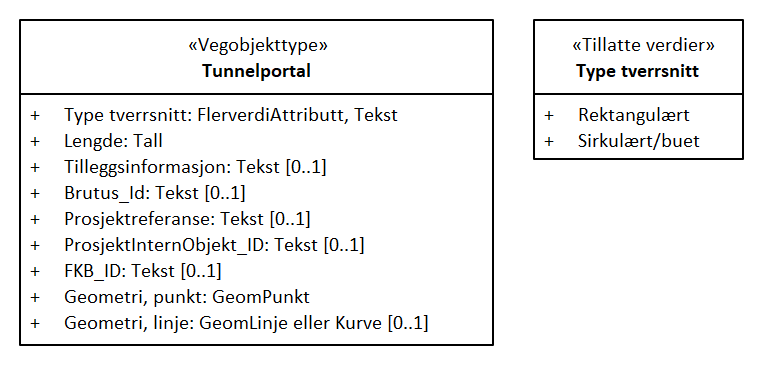 «Vegobjekttype»
Tunnelportal
+ Type tverrsnitt: FlerverdiAttributt, Tekst
+ Lengde: Tall
+ Tilleggsinformasjon: Tekst [0..1]
+ Brutus_Id: Tekst [0..1]
+ Prosjektreferanse: Tekst [0..1]
+ ProsjektInternObjekt_ID: Tekst [0..1]
+ FKB_ID: Tekst [0..1]
+ Geometri, punkt: GeomPunkt
+ Geometri, linje: GeomLinje eller Kurve [0..1]
«Tillatte verdier»
Type tverrsnitt
+ Rektangulært
+ Sirkulært/buet